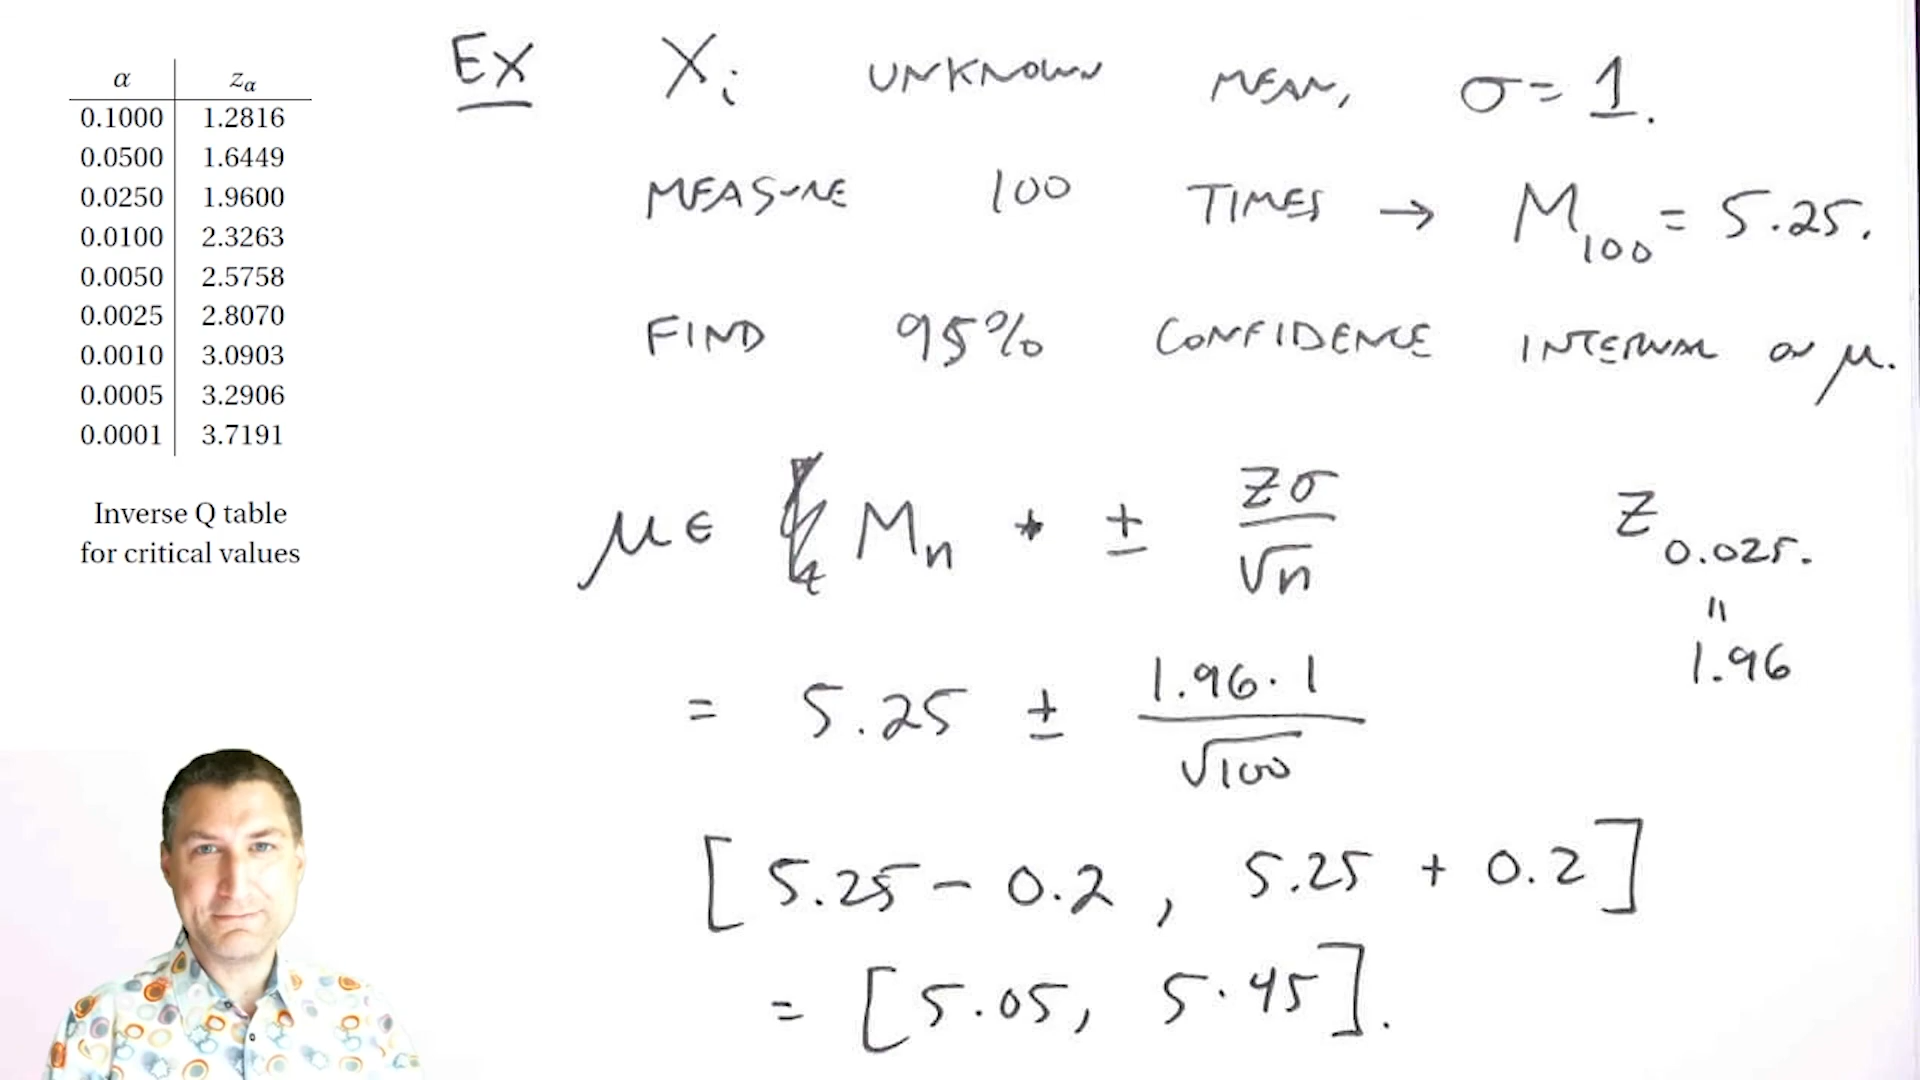 α z_α
0.1000 1.2816
0.0500 1.6449
0.0250 1.9600
0.0100 2.3263
0.0050 2.5758
0.0025 2.8070
0.0010 3.0903
0.0005 3.2906
0.0001 3.7191
Inverse Q table
for critical values
EX X_i UNKNOWN MEAN, σ = 1.
MEASURE 100 TIMES → M_100 = 5.25.
FIND 95% CONFIDENCE INTERVAL ON μ.
μ ∈ M_n ± zσ/√n
z_0.025.
=
1.96
= 5.25 ± 1.96·1/√100
[5.25 - 0.2, 5.25 + 0.2]
= [5.05, 5.45].